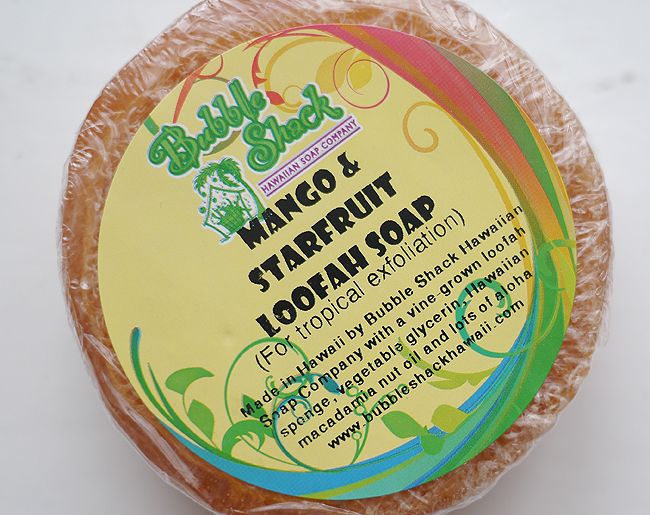 Bubble
Shack
HAWAIIAN SOAP COMPANY
MANGO &
STARFRUIT
LOOFAH SOAP
(For tropical exfoliation)
Made in Hawaii by Bubble Shack Hawaiian
Soap Company with a vine-grown loofah
sponge, vegetable glycerin, Hawaiian
macadamia nut oil and lots of aloha
www.bubbleshackhawaii.com